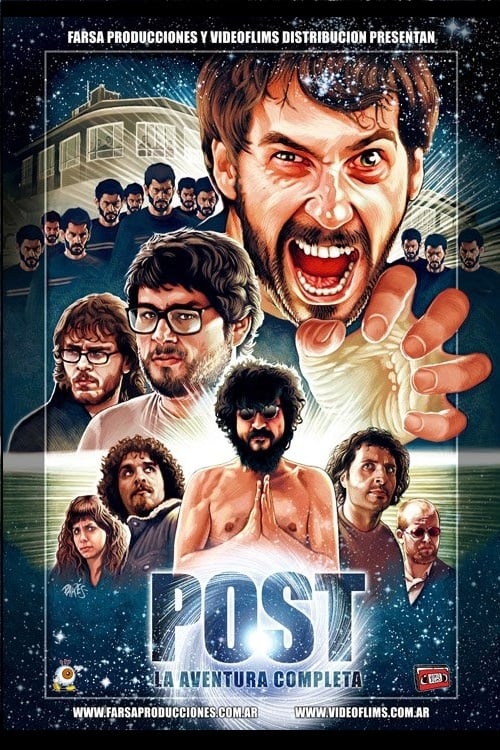 FARSA PRODUCCIONES Y VIDEOFLIMS DISTRIBUCION PRESENTAN
POST
LA AVENTURA COMPLETA
WWW.FARSAPRODUCCIONES.COM.AR WWW.VIDEOFLIMS.COM.AR